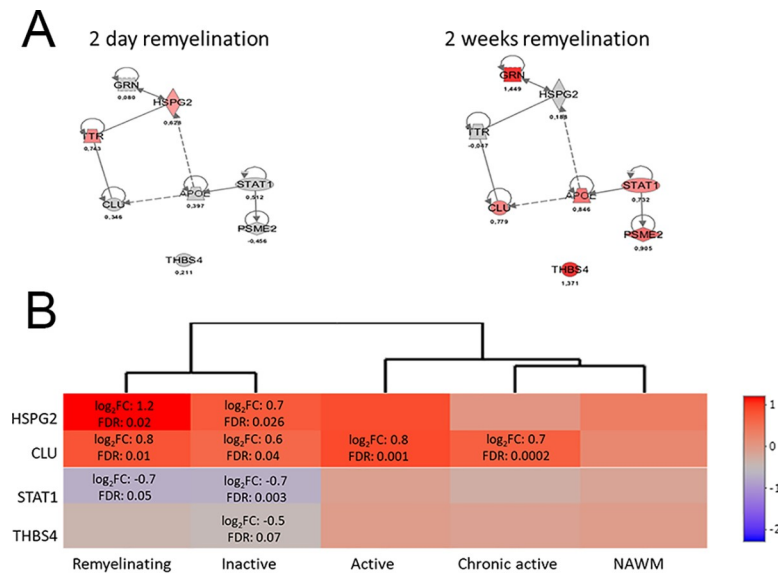 A
2 day remyelination
2 weeks remyelination
GRN
0,080
HSPG2
0,628
TTR
0,743
CLU
0,346
APOE
0,397
STAT1
0,512
PSME2
-0,456
THBS4
0,211
GRN
1,449
HSPG2
0,188
TTR
-0,047
CLU
0,779
APOE
0,846
STAT1
0,732
PSME2
0,905
THBS4
1,371
B
HSPG2
log₂FC: 1.2
FDR: 0.02
log₂FC: 0.7
FDR: 0.026
CLU
log₂FC: 0.8
FDR: 0.01
log₂FC: 0.6
FDR: 0.04
log₂FC: 0.8
FDR: 0.001
log₂FC: 0.7
FDR: 0.0002
STAT1
log₂FC: -0.7
FDR: 0.05
log₂FC: -0.7
FDR: 0.003
THBS4
log₂FC: -0.5
FDR: 0.07
Remyelinating Inactive Active Chronic active NAWM
1
0
-1
-2